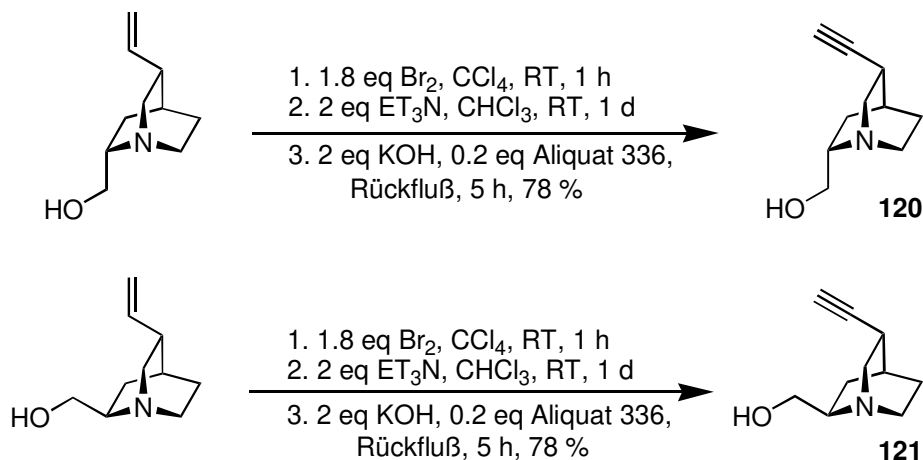 1. 1.8 eq Br₂, CCl₄, RT, 1 h
2. 2 eq ET₃N, CHCl₃, RT, 1 d
3. 2 eq KOH, 0.2 eq Aliquat 336,
Rückfluß, 5 h, 78 %
N
HO
N
HO
120
1. 1.8 eq Br₂, CCl₄, RT, 1 h
2. 2 eq ET₃N, CHCl₃, RT, 1 d
3. 2 eq KOH, 0.2 eq Aliquat 336,
Rückfluß, 5 h, 78 %
HO
N
HO
N
121